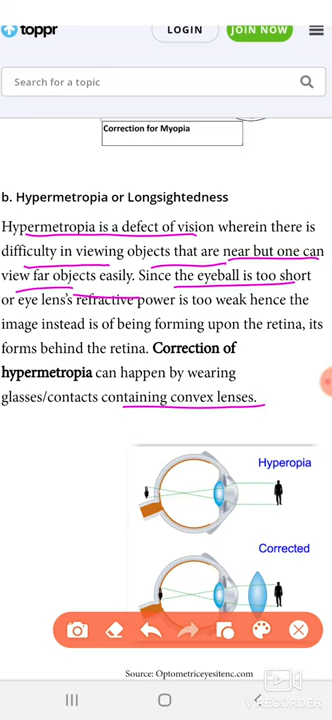 toppr
LOGIN
JOIN NOW
Search for a topic
Correction for Myopia
b. Hypermetropia or Longsightedness
Hypermetropia is a defect of vision wherein there is
difficulty in viewing objects that are near but one can
view far objects easily. Since the eyeball is too short
or eye lens's refractive power is too weak hence the
image instead is of being forming upon the retina, its
forms behind the retina. Correction of
hypermetropia can happen by wearing
glasses/contacts containing convex lenses.
Hyperopia
Corrected
Source: Optometriceyesitenc.com
V RECORDER